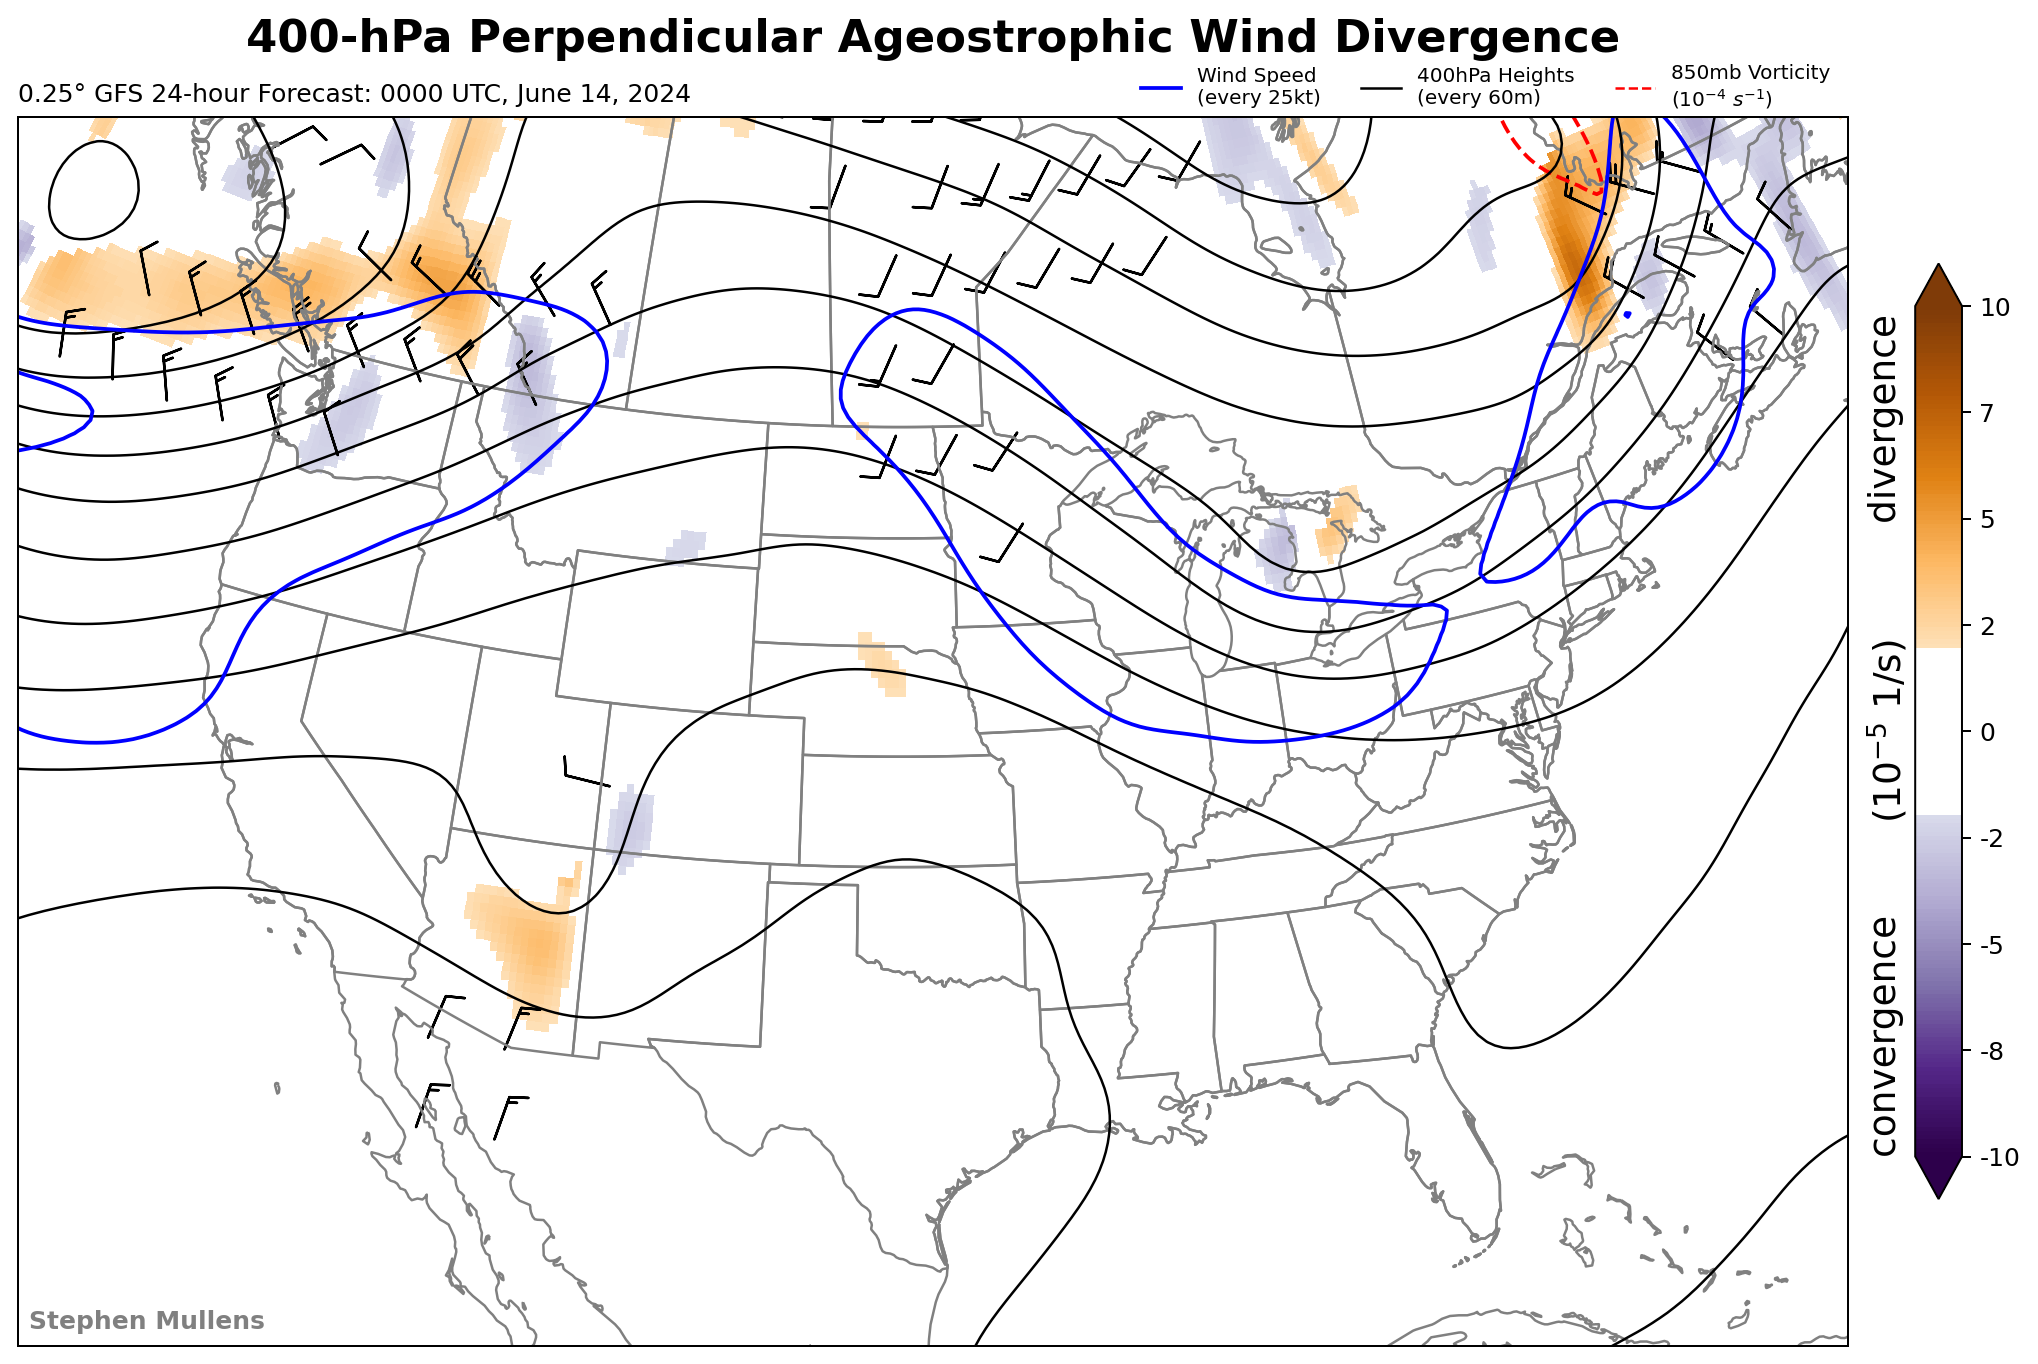 400-hPa Perpendicular Ageostrophic Wind Divergence
0.25° GFS 24-hour Forecast: 0000 UTC, June 14, 2024
Wind Speed
(every 25kt)
400hPa Heights
(every 60m)
850mb Vorticity
(10⁻⁴ s⁻¹)
10
7
5
2
0
-2
-5
-8
-10
convergence (10⁻⁵ 1/s) divergence
Stephen Mullens